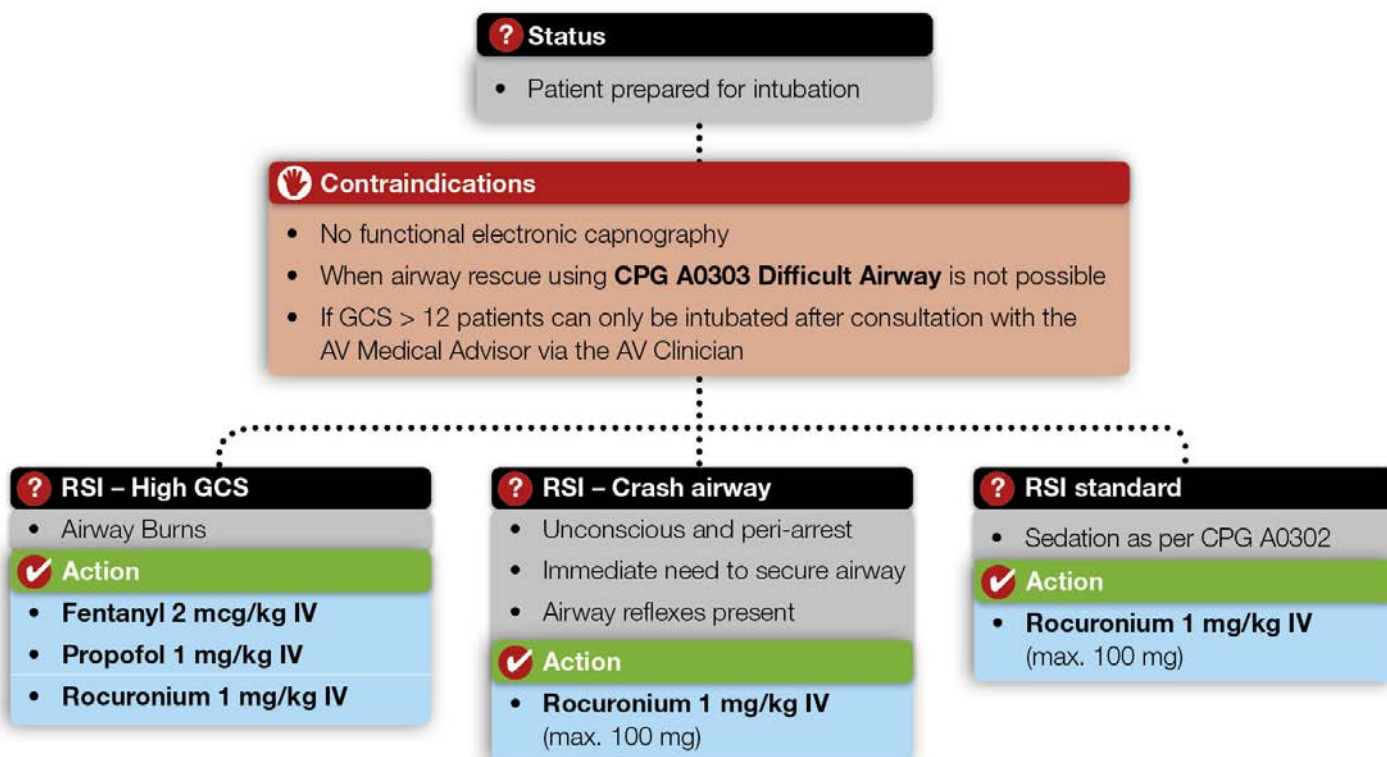 Status
• Patient prepared for intubation
Contraindications
• No functional electronic capnography
• When airway rescue using CPG A0303 Difficult Airway is not possible
• If GCS > 12 patients can only be intubated after consultation with the
AV Medical Advisor via the AV Clinician
RSI – High GCS
• Airway Burns
Action
• Fentanyl 2 mcg/kg IV
• Propofol 1 mg/kg IV
• Rocuronium 1 mg/kg IV
RSI – Crash airway
• Unconscious and peri-arrest
• Immediate need to secure airway
• Airway reflexes present
Action
• Rocuronium 1 mg/kg IV
(max. 100 mg)
RSI standard
• Sedation as per CPG A0302
Action
• Rocuronium 1 mg/kg IV
(max. 100 mg)